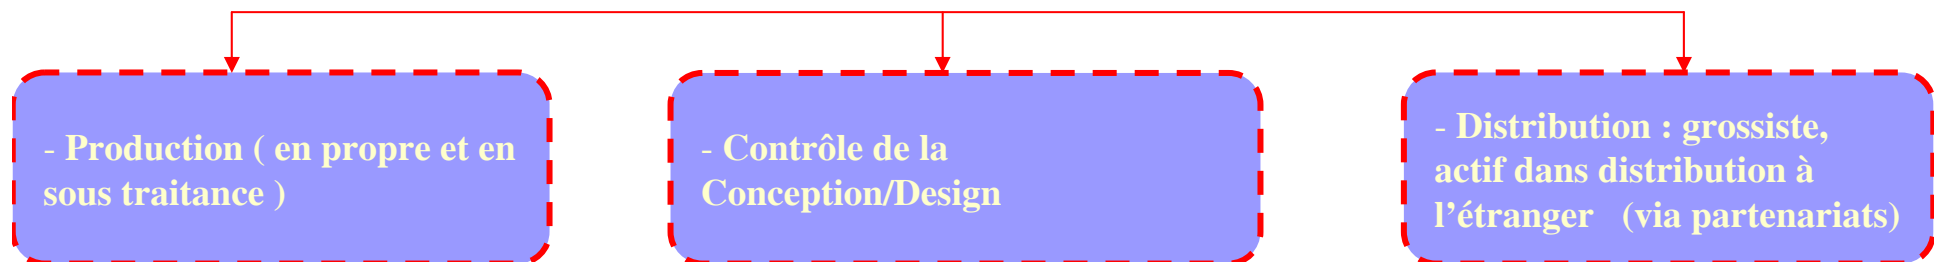 - Production ( en propre et en
sous traitance )
- Contrôle de la
Conception/Design
- Distribution : grossiste,
actif dans distribution à
l’étranger (via partenariats)